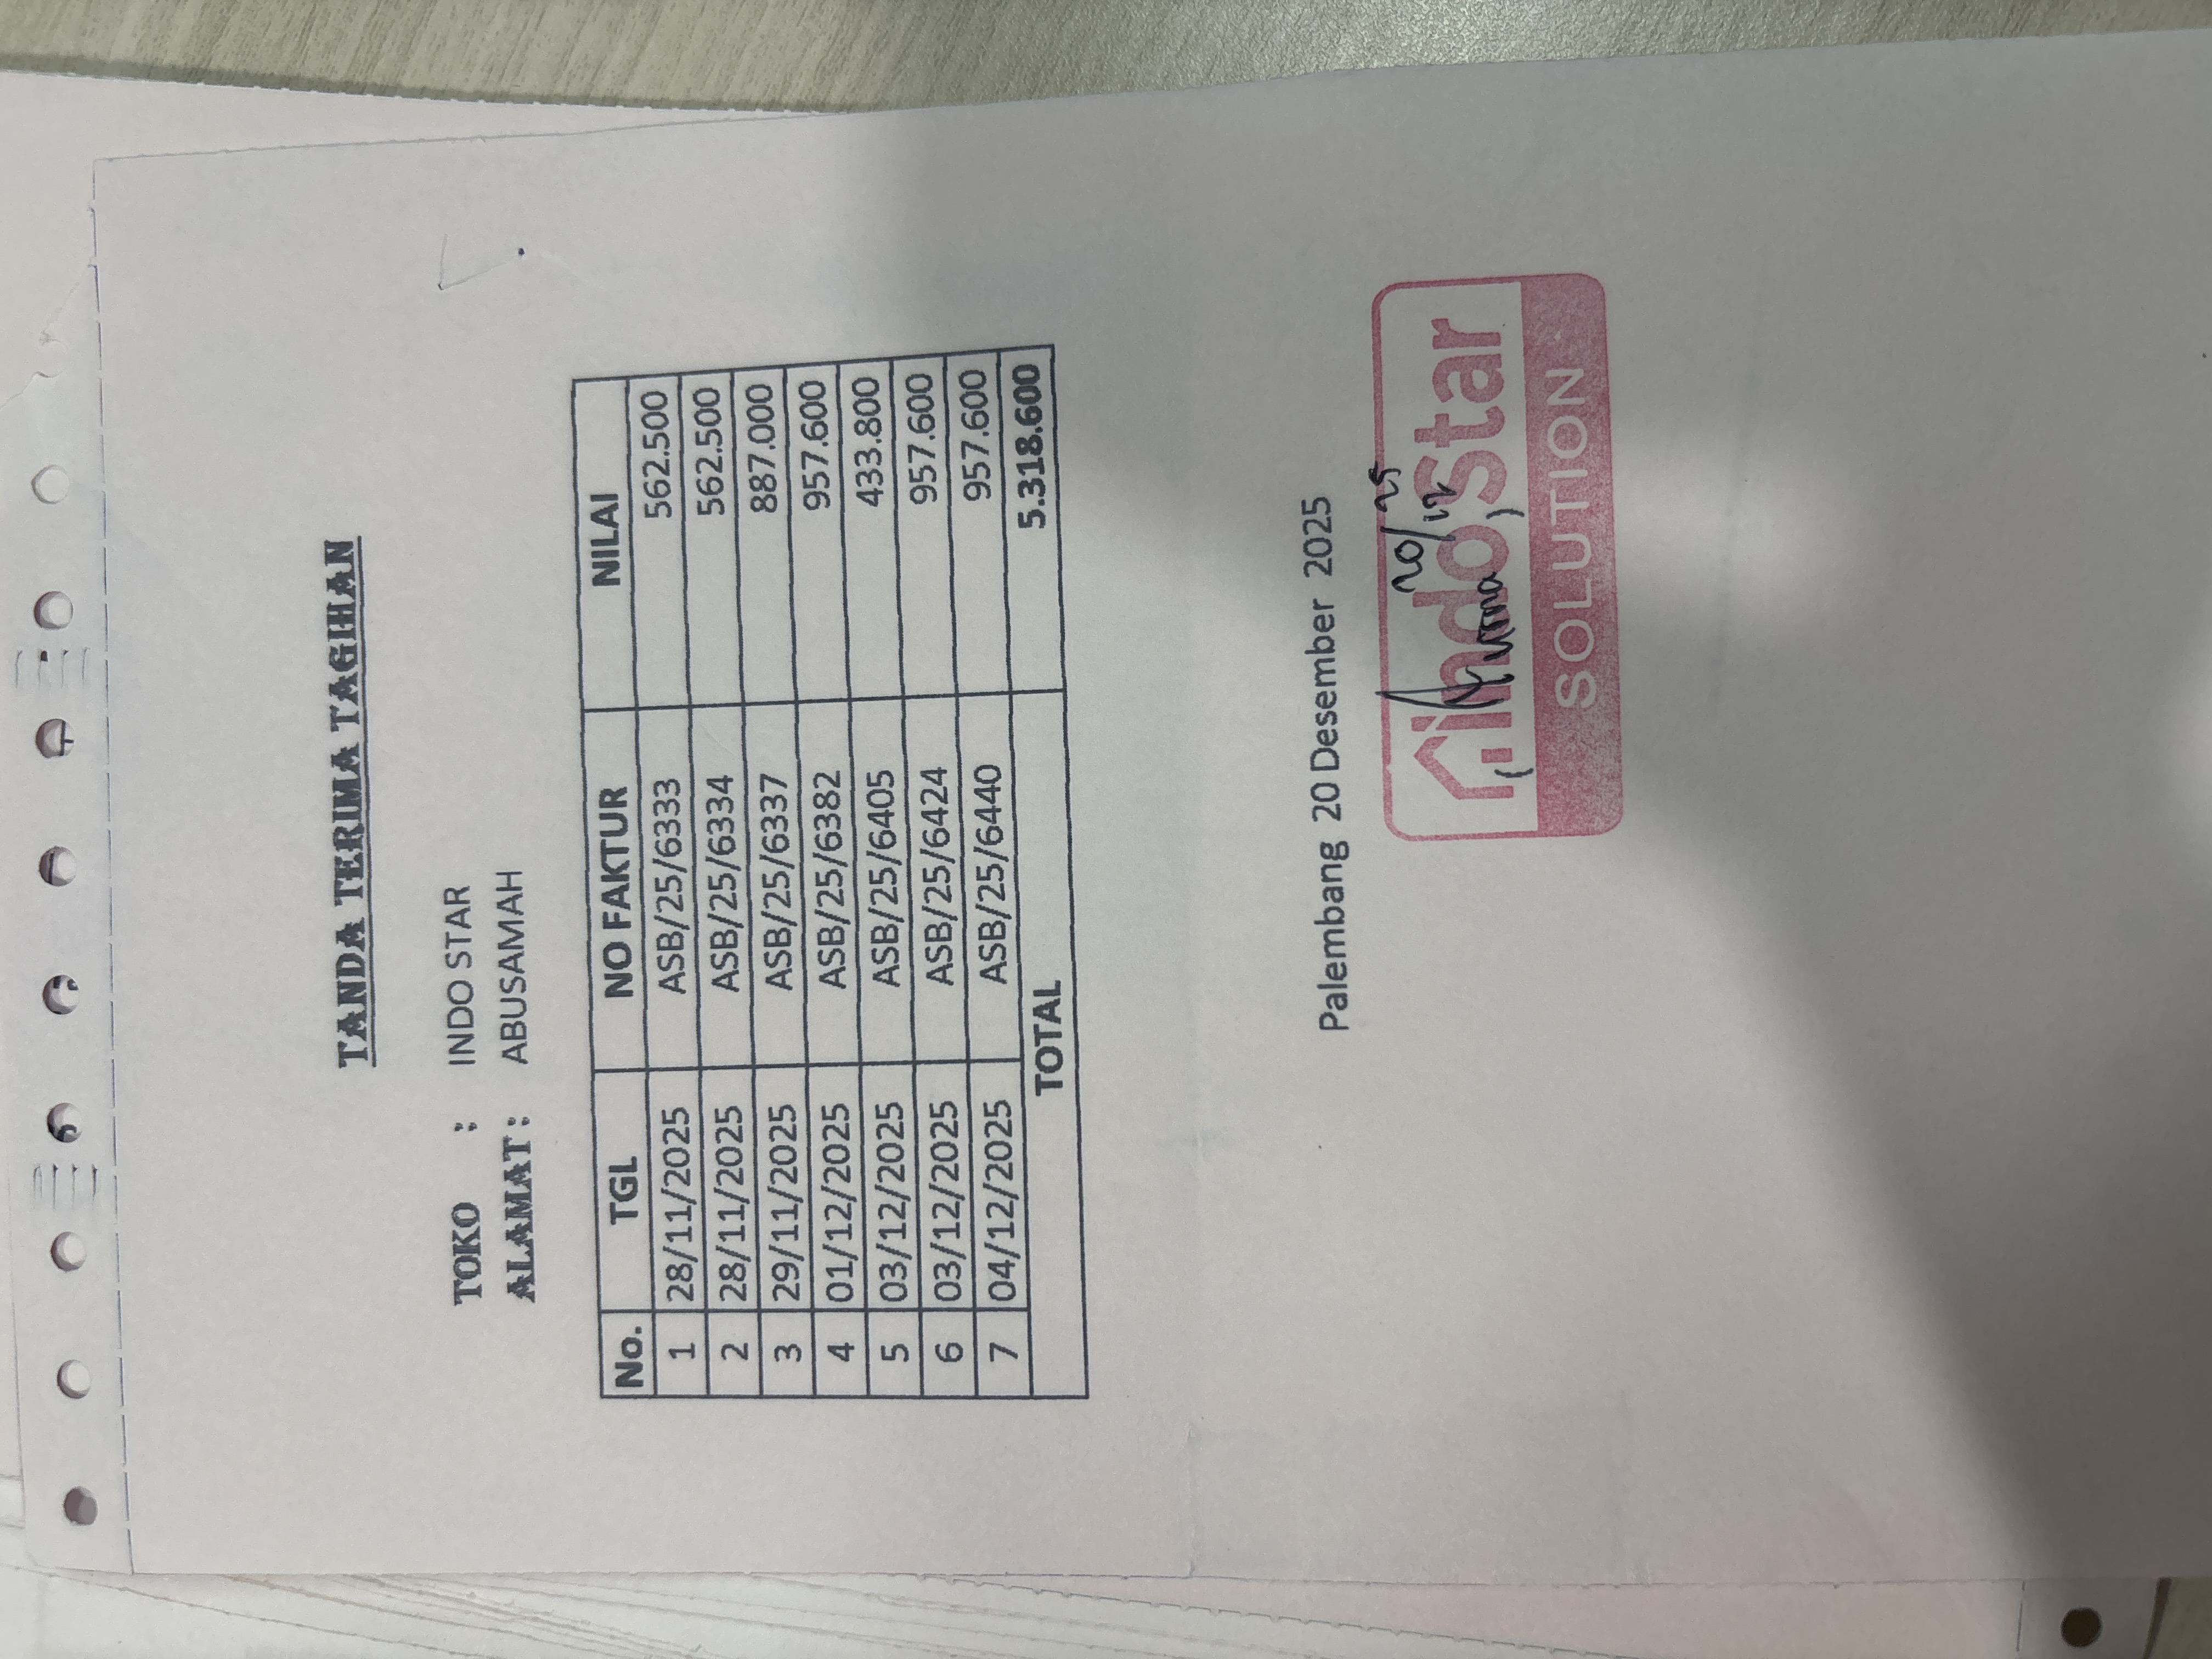 TANDA TERIMA TAGIHAN
TOKO : INDO STAR
ALAMAT : ABUSAMAH
No. TGL NO FAKTUR NILAI
1 28/11/2025 ASB/25/6333 562.500
2 28/11/2025 ASB/25/6334 562.500
3 29/11/2025 ASB/25/6337 887.000
4 01/12/2025 ASB/25/6382 957.600
5 03/12/2025 ASB/25/6405 433.800
6 03/12/2025 ASB/25/6424 957.600
7 04/12/2025 ASB/25/6440 957.600
TOTAL 5.318.600
Palembang 20 Desember 2025
20/12 25
indostar
SOLUTION